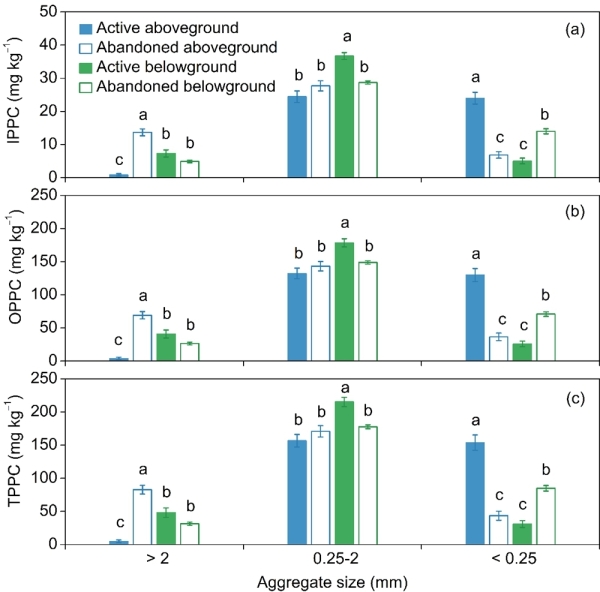 50
40
30
20
10
0
IPPC (mg kg⁻¹)
Active aboveground
Abandoned aboveground
Active belowground
Abandoned belowground
(a)
c a b b
b b a b
a c c b
250
200
150
100
50
0
OPPC (mg kg⁻¹)
(b)
c a b b
b b a b
a c c b
250
200
150
100
50
0
TPPC (mg kg⁻¹)
(c)
c a b b
b b a b
a c c b
> 2 0.25-2 < 0.25
Aggregate size (mm)